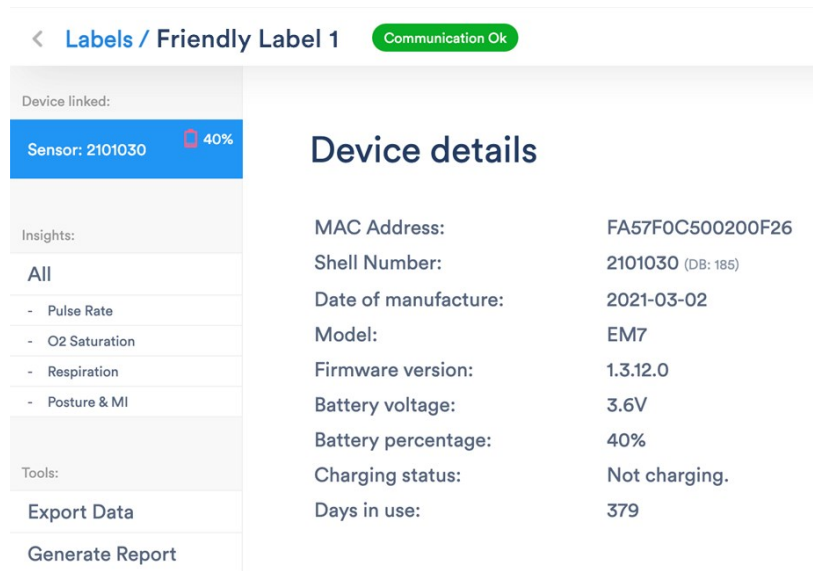 < Labels / Friendly Label 1 Communication Ok
Device linked:
Sensor: 2101030 40%
Insights:
All
- Pulse Rate
- O2 Saturation
- Respiration
- Posture & MI
Tools:
Export Data
Generate Report
Device details
MAC Address: FA57F0C500200F26
Shell Number: 2101030 (DB: 185)
Date of manufacture: 2021-03-02
Model: EM7
Firmware version: 1.3.12.0
Battery voltage: 3.6V
Battery percentage: 40%
Charging status: Not charging.
Days in use: 379